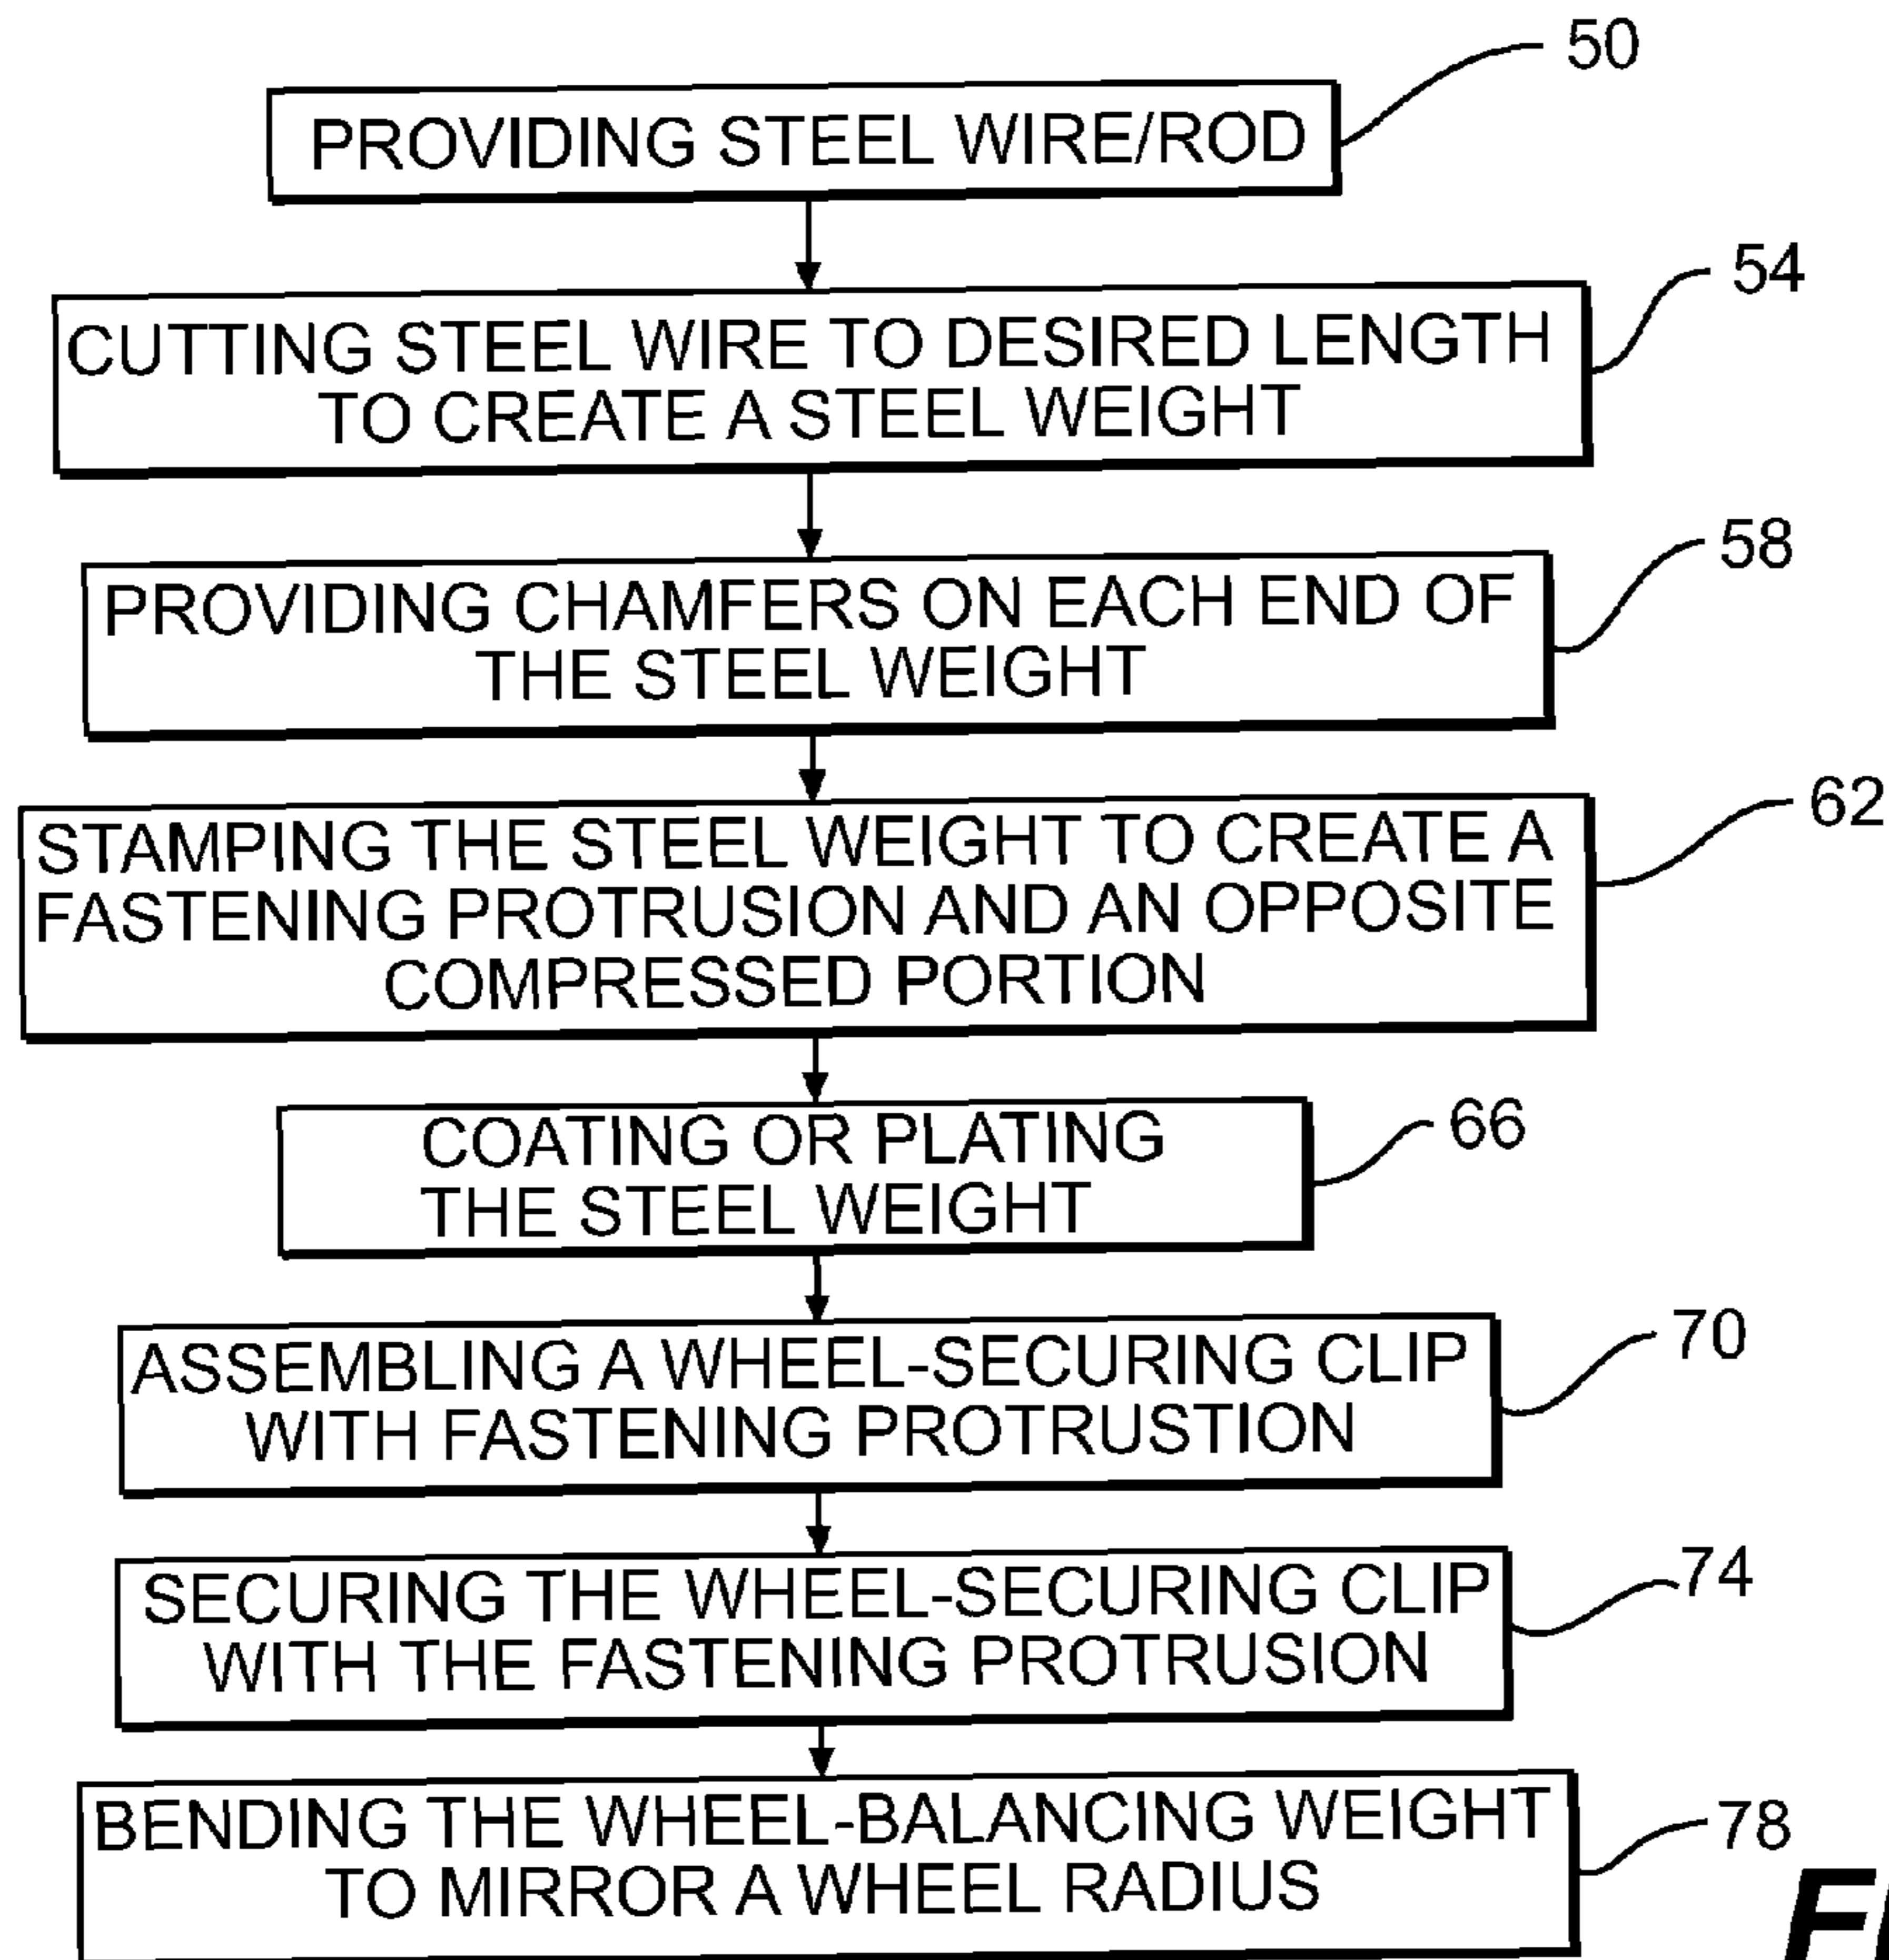 50
PROVIDING STEEL WIRE/ROD
54
CUTTING STEEL WIRE TO DESIRED LENGTH
TO CREATE A STEEL WEIGHT
58
PROVIDING CHAMFERS ON EACH END OF
THE STEEL WEIGHT
62
STAMPING THE STEEL WEIGHT TO CREATE A
FASTENING PROTRUSION AND AN OPPOSITE
COMPRESSED PORTION
66
COATING OR PLATING
THE STEEL WEIGHT
70
ASSEMBLING A WHEEL-SECURING CLIP
WITH FASTENING PROTRUSTION
74
SECURING THE WHEEL-SECURING CLIP
WITH THE FASTENING PROTRUSION
78
BENDING THE WHEEL-BALANCING WEIGHT
TO MIRROR A WHEEL RADIUS